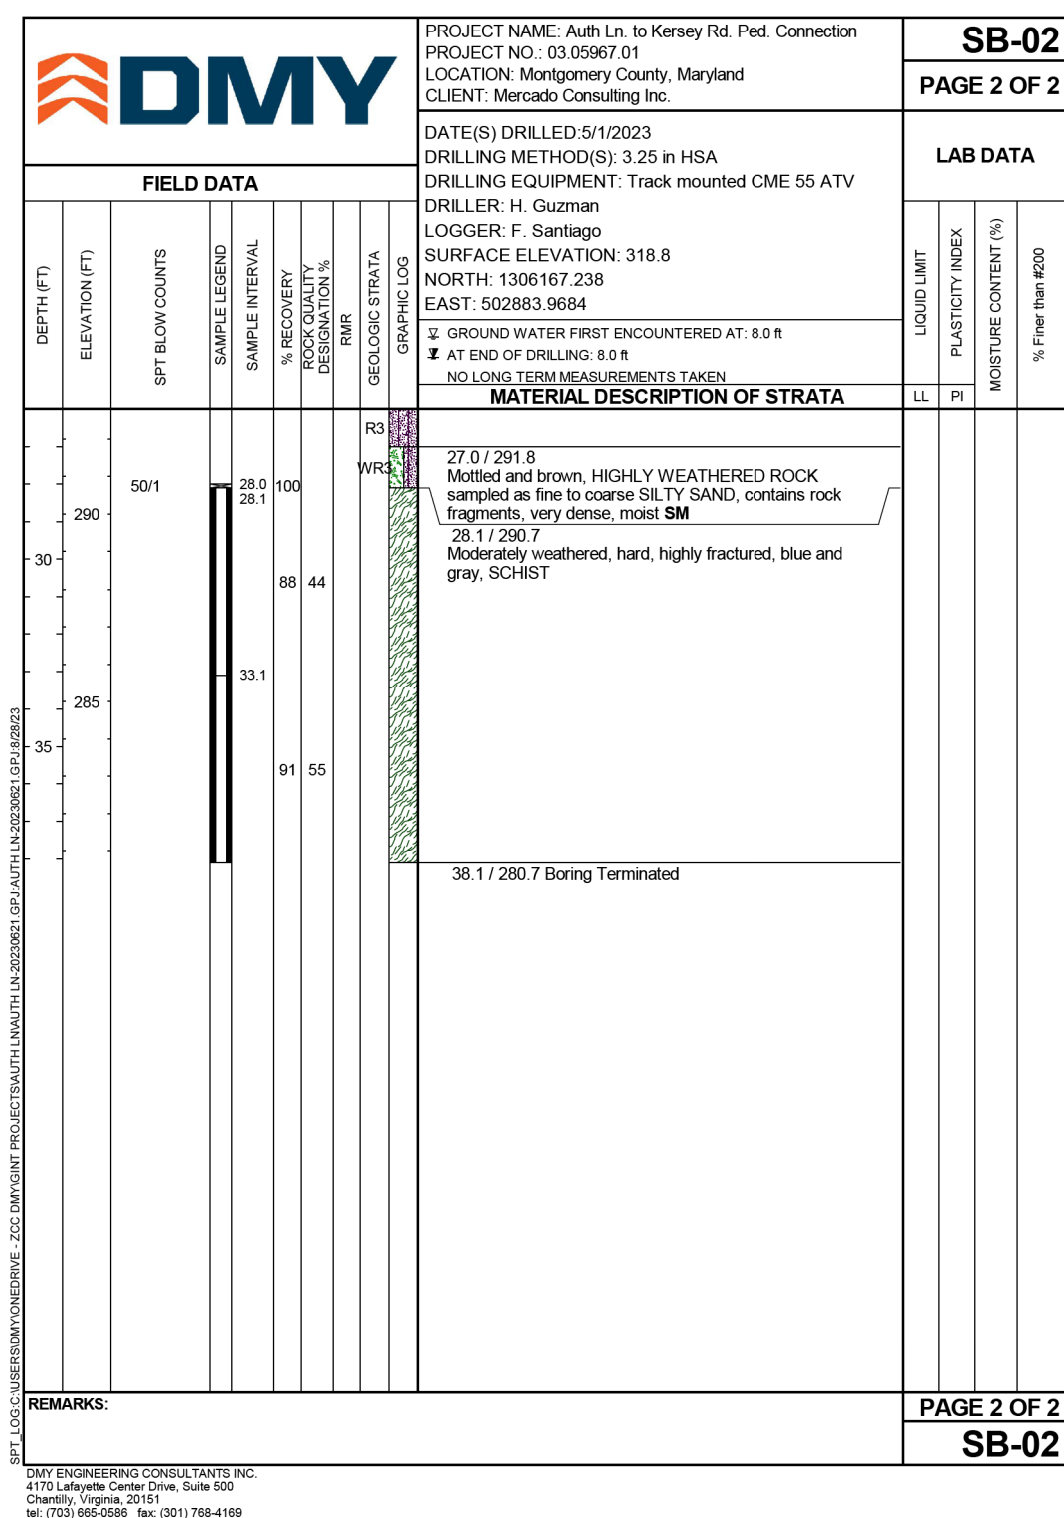 DMY
PROJECT NAME: Auth Ln. to Kersey Rd. Ped. Connection
PROJECT NO.: 03.05967.01
LOCATION: Montgomery County, Maryland
CLIENT: Mercado Consulting Inc.
SB-02
PAGE 2 OF 2
DATE(S) DRILLED:5/1/2023
DRILLING METHOD(S): 3.25 in HSA
DRILLING EQUIPMENT: Track mounted CME 55 ATV
DRILLER: H. Guzman
LOGGER: F. Santiago
SURFACE ELEVATION: 318.8
NORTH: 1306167.238
EAST: 502883.9684
GROUND WATER FIRST ENCOUNTERED AT: 8.0 ft
AT END OF DRILLING: 8.0 ft
NO LONG TERM MEASUREMENTS TAKEN
LAB DATA
FIELD DATA
DEPTH (FT)
ELEVATION (FT)
SPT BLOW COUNTS
SAMPLE LEGEND
SAMPLE INTERVAL
% RECOVERY
ROCK QUALITY
DESIGNATION %
RMR
GEOLOGIC STRATA
GRAPHIC LOG
MATERIAL DESCRIPTION OF STRATA
LIQUID LIMIT
PLASTICITY INDEX
MOISTURE CONTENT (%)
% Finer than #200
LL
PI
R3
27.0 / 291.8
WR3
Mottled and brown, HIGHLY WEATHERED ROCK
sampled as fine to coarse SILTY SAND, contains rock
fragments, very dense, moist SM
50/1
28.0
28.1
100
290
28.1 / 290.7
Moderately weathered, hard, highly fractured, blue and
gray, SCHIST
30
88 44
33.1
285
35
91 55
38.1 / 280.7 Boring Terminated
SPT_LOG:C:\USERS\DMY\ONEDRIVE - ZCC DMY\GINT PROJECTS\AUTH LN\AUTH LN-20230621.GPJ:AUTH LN-20230621.GPJ:8/28/23
REMARKS:
PAGE 2 OF 2
SB-02
DMY ENGINEERING CONSULTANTS INC.
4170 Lafayette Center Drive, Suite 500
Chantilly, Virginia, 20151
tel: (703) 665-0586 fax: (301) 768-4169